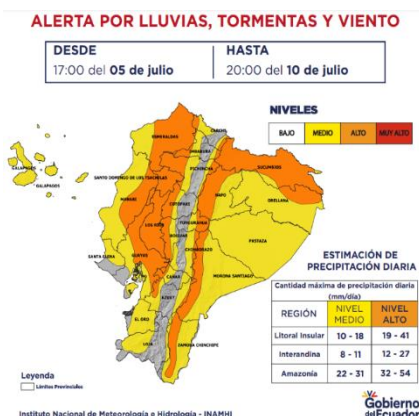 ALERTA POR LLUVIAS, TORMENTAS Y VIENTO
DESDE
17:00 del 05 de julio
HASTA
20:00 del 10 de julio
NIVELES
BAJO MEDIO ALTO MUY ALTO
ESMERALDAS
CARCHI
IMBABURA
PICHINCHA
SUCUMBIOS
GALÁPAGOS
SANTO DOMINGO DE LOS TSÁCHILAS
NAPO
ORELLANA
MANABÍ
COTOPAXI
LOS RÍOS
TUNGURAHUA
BOLÍVAR
PASTAZA
CHIMBORAZO
SANTA ELENA
GUAYAS
MORONA SANTIAGO
CAÑAR
AZUAY
EL ORO
LOJA
ZAMORA CHINCHIPE
ESTIMACIÓN DE
PRECIPITACIÓN DIARIA
Cantidad máxima de precipitación diaria
(mm/día)
REGIÓN NIVEL MEDIO NIVEL ALTO
Litoral Insular 10 - 18 19 - 41
Interandina 8 - 11 12 - 27
Amazonía 22 - 31 32 - 54
Leyenda
Límites Provinciales
Instituto Nacional de Meteorología e Hidrología - INAMHI
Gobierno
del Ecuador